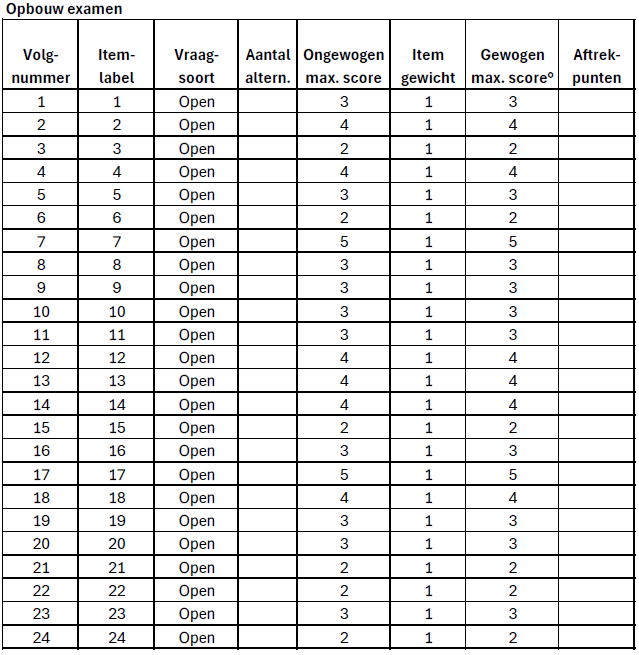 Opbouw examen
Volg-nummer Item-label Vraag-soort Aantal altern. Ongewogen max. score Item gewicht Gewogen max. score° Aftrek-punten
1 1 Open 3 1 3
2 2 Open 4 1 4
3 3 Open 2 1 2
4 4 Open 4 1 4
5 5 Open 3 1 3
6 6 Open 2 1 2
7 7 Open 5 1 5
8 8 Open 3 1 3
9 9 Open 3 1 3
10 10 Open 3 1 3
11 11 Open 3 1 3
12 12 Open 4 1 4
13 13 Open 4 1 4
14 14 Open 4 1 4
15 15 Open 2 1 2
16 16 Open 3 1 3
17 17 Open 5 1 5
18 18 Open 4 1 4
19 19 Open 3 1 3
20 20 Open 3 1 3
21 21 Open 2 1 2
22 22 Open 2 1 2
23 23 Open 3 1 3
24 24 Open 2 1 2